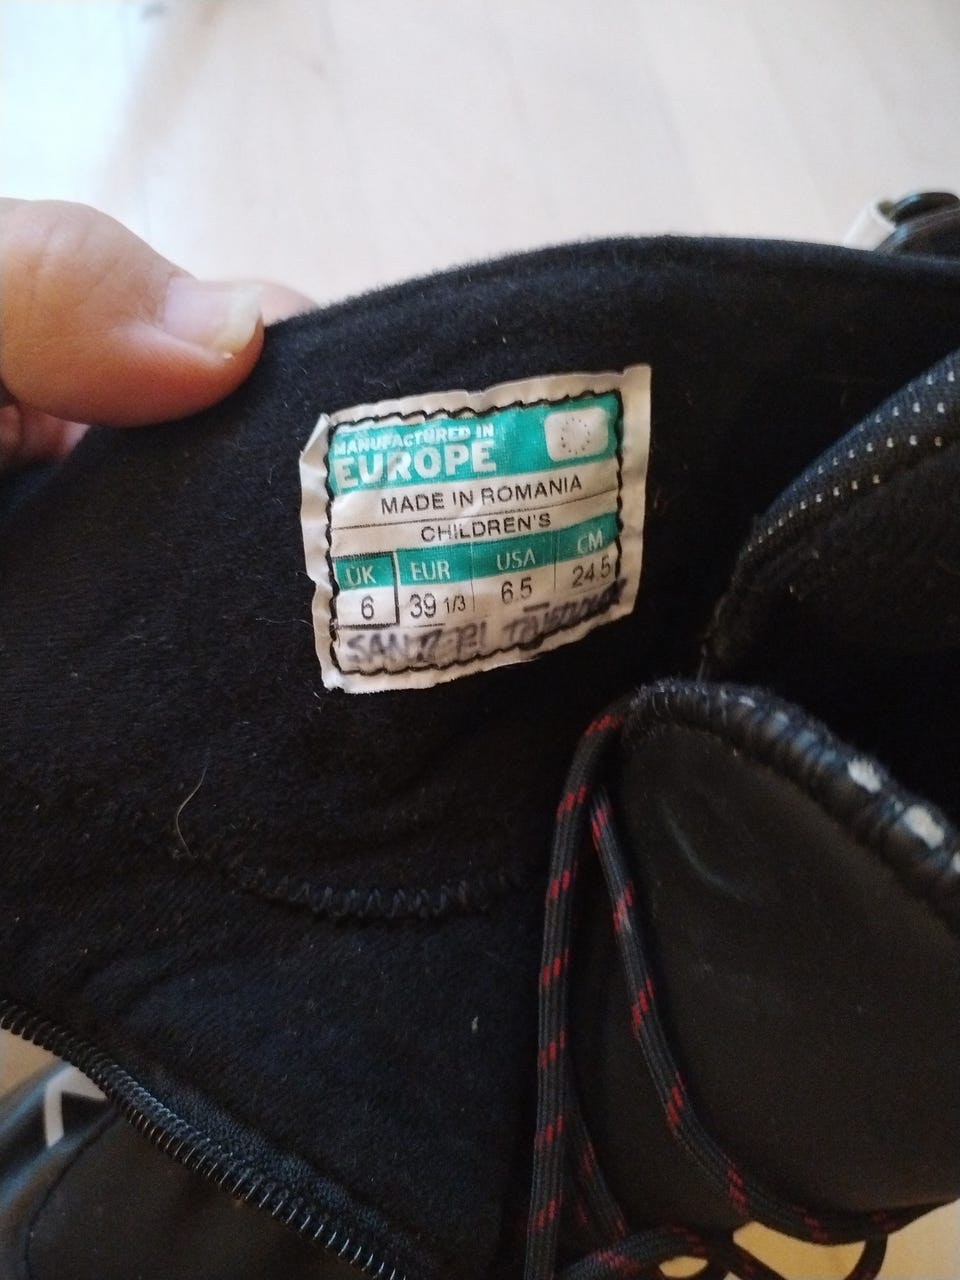 MANUFACTURED IN
EUROPE
MADE IN ROMANIA
CHILDREN'S
UK EUR USA CM
6 39 1/3 6.5 24.5